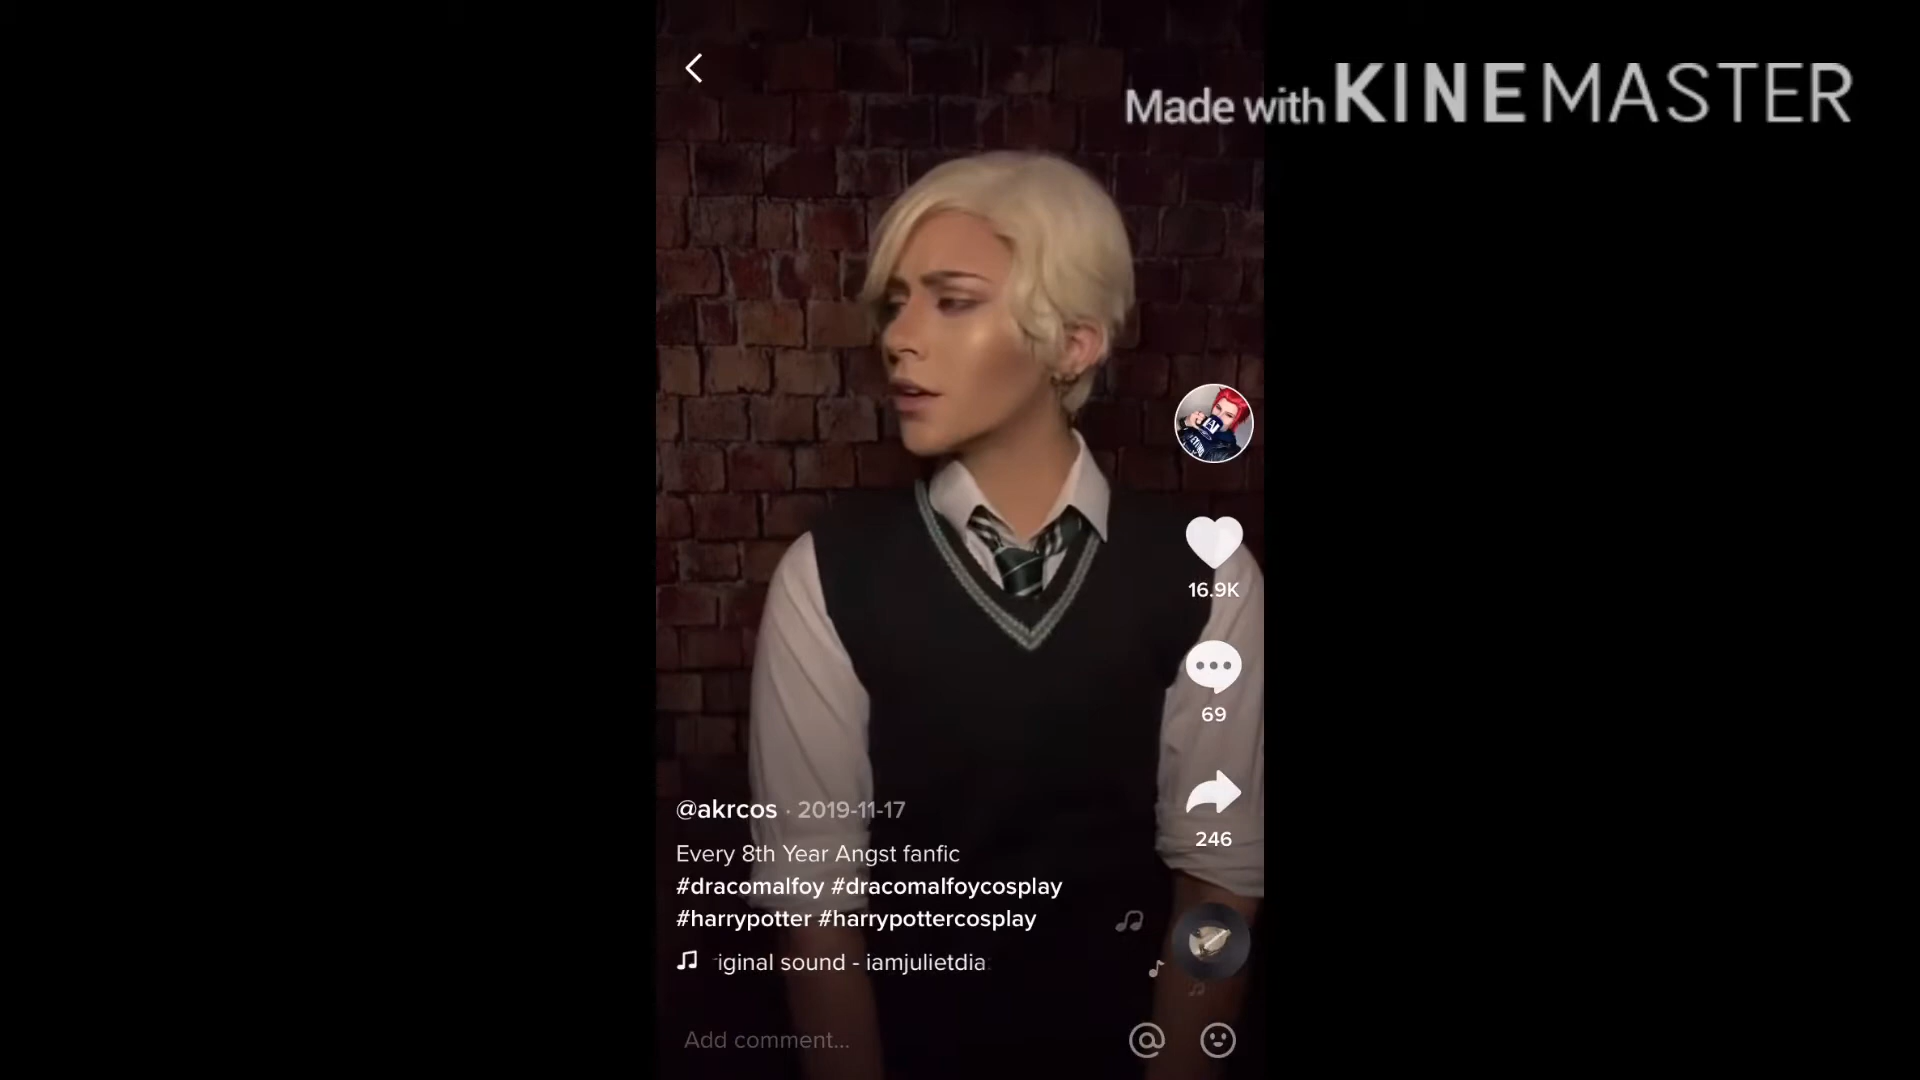 Made with KINEMASTER
16.9K
69
246
@akrcos · 2019-11-17
Every 8th Year Angst fanfic
#dracomalfoy #dracomalfoycosplay
#harrypotter #harrypottercosplay
iginal sound - iamjulietdia
Add comment...